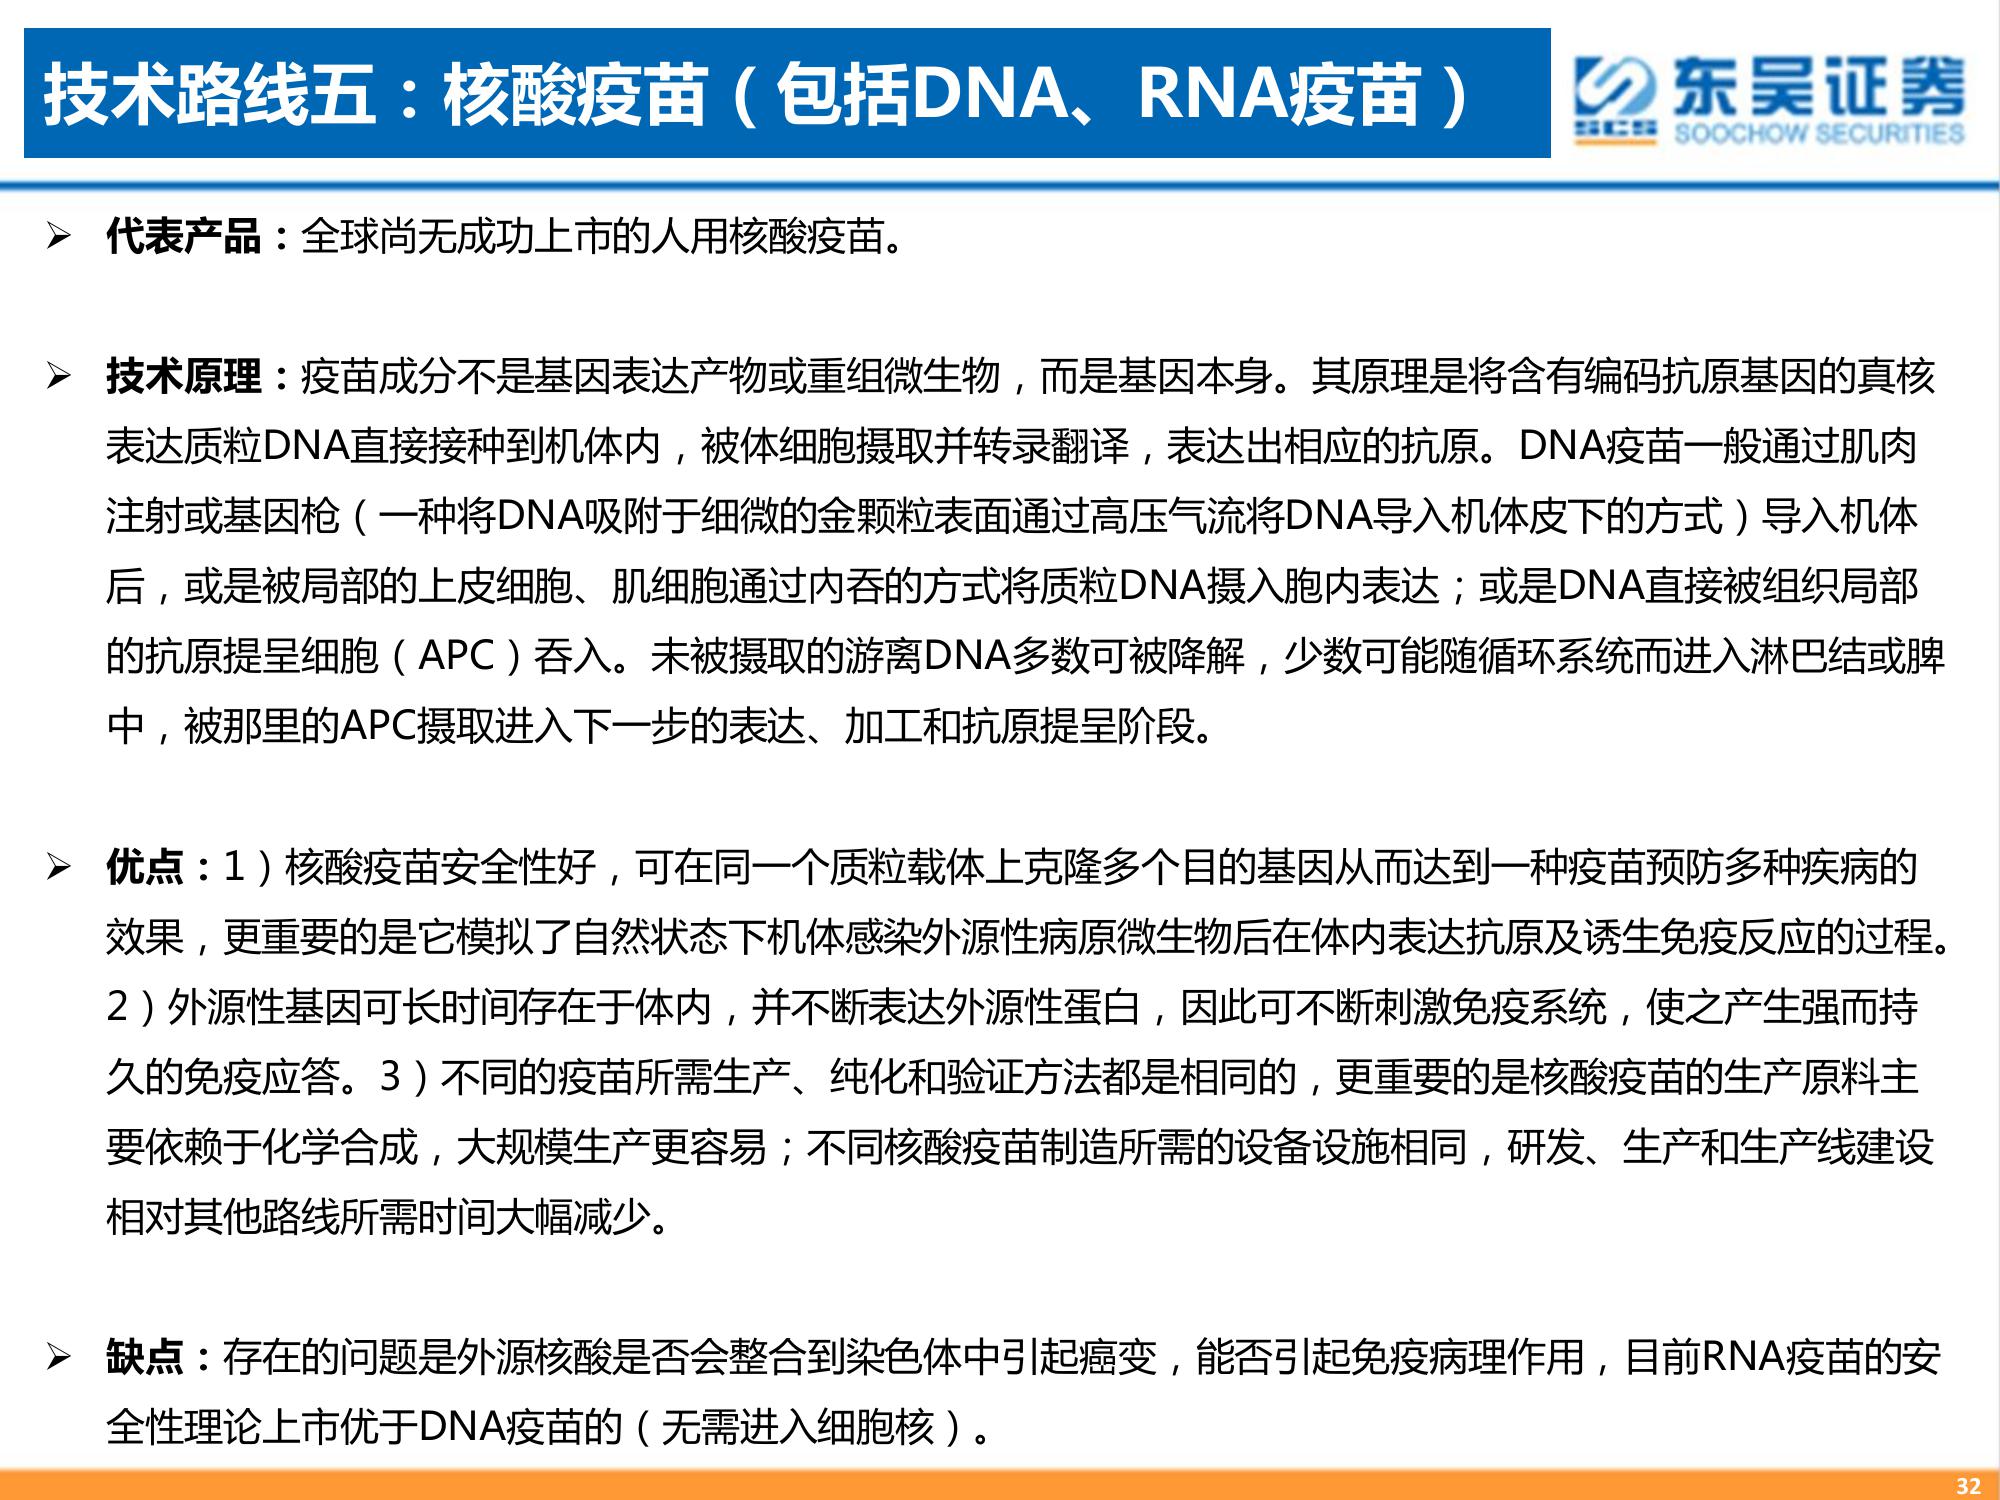 技术路线五：核酸疫苗（包括DNA、RNA疫苗）
东吴证券
SCS
SOOCHOW SECURITIES
➢ 代表产品：全球尚无成功上市的人用核酸疫苗。
➢ 技术原理：疫苗成分不是基因表达产物或重组微生物，而是基因本身。其原理是将含有编码抗原基因的真核
表达质粒DNA直接接种到机体内，被体细胞摄取并转录翻译，表达出相应的抗原。DNA疫苗一般通过肌肉
注射或基因枪（一种将DNA吸附于细微的金颗粒表面通过高压气流将DNA导入机体皮下的方式）导入机体
后，或是被局部的上皮细胞、肌细胞通过内吞的方式将质粒DNA摄入胞内表达；或是DNA直接被组织局部
的抗原提呈细胞（APC）吞入。未被摄取的游离DNA多数可被降解，少数可能随循环系统而进入淋巴结或脾
中，被那里的APC摄取进入下一步的表达、加工和抗原提呈阶段。
➢ 优点：1）核酸疫苗安全性好，可在同一个质粒载体上克隆多个目的基因从而达到一种疫苗预防多种疾病的
效果，更重要的是它模拟了自然状态下机体感染外源性病原微生物后在体内表达抗原及诱生免疫反应的过程。
2）外源性基因可长时间存在于体内，并不断表达外源性蛋白，因此可不断刺激免疫系统，使之产生强而持
久的免疫应答。3）不同的疫苗所需生产、纯化和验证方法都是相同的，更重要的是核酸疫苗的生产原料主
要依赖于化学合成，大规模生产更容易；不同核酸疫苗制造所需的设备设施相同，研发、生产和生产线建设
相对其他路线所需时间大幅减少。
➢ 缺点：存在的问题是外源核酸是否会整合到染色体中引起癌变，能否引起免疫病理作用，目前RNA疫苗的安
全性理论上市优于DNA疫苗的（无需进入细胞核）。
32